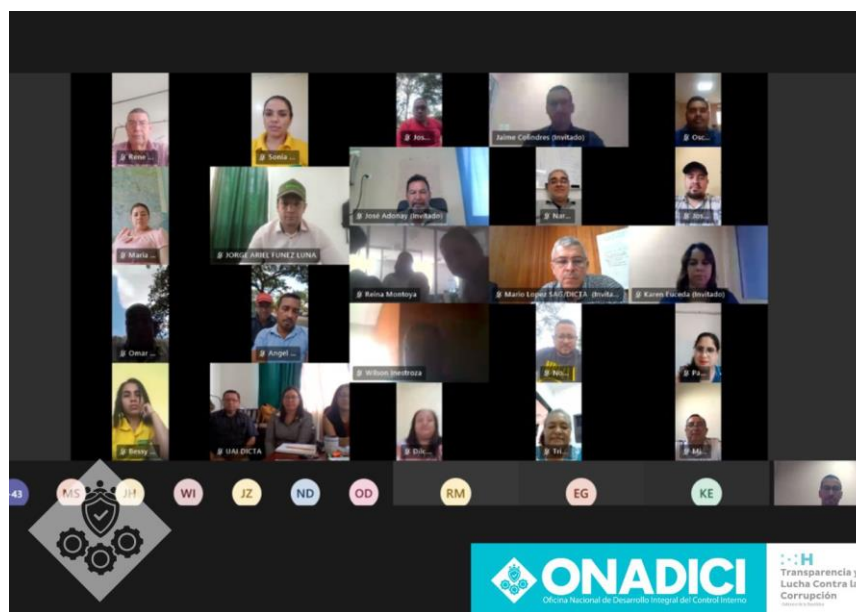 Rene ...
Sonia ...
Jos...
Jaime Colindres (Invitado)
Osc...
Maria ...
JORGE ARIEL FUNEZ LUNA
José Adonay (Invitado)
Nar...
Jos...
Reina Montoya
Mario Lopez SAG/DICTA (Invita...
Karen Euceda (Invitado)
Omar ...
Angel ...
Wilson Inestroza
No...
Pa...
Bessy ...
UAI-DICTA
Dilc...
Tri...
Mi...
-43
MS
JH
WI
JZ
ND
OD
RM
EG
KE
ONADICI
Oficina Nacional de Desarrollo Integral del Control Interno
H
Transparencia y
Lucha Contra la
Corrupción